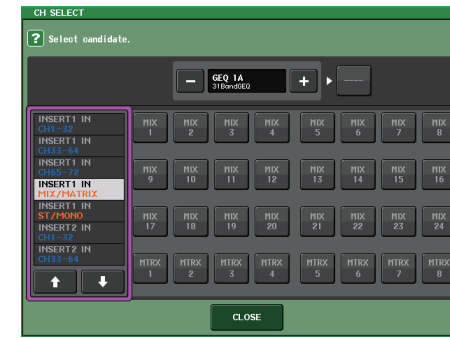 CH SELECT
? Select candidate.
− GEQ 1A +
31BandGEQ
----
INSERT1 IN
CH1-32
INSERT1 IN
CH33-64
INSERT1 IN
CH65-72
INSERT1 IN
MIX/MATRIX
INSERT1 IN
ST/MONO
INSERT2 IN
CH1-32
INSERT2 IN
CH33-64
MIX 1 MIX 2 MIX 3 MIX 4 MIX 5 MIX 6 MIX 7 MIX 8
MIX 9 MIX 10 MIX 11 MIX 12 MIX 13 MIX 14 MIX 15 MIX 16
MIX 17 MIX 18 MIX 19 MIX 20 MIX 21 MIX 22 MIX 23 MIX 24
MTRX 1 MTRX 2 MTRX 3 MTRX 4 MTRX 5 MTRX 6 MTRX 7 MTRX 8
CLOSE